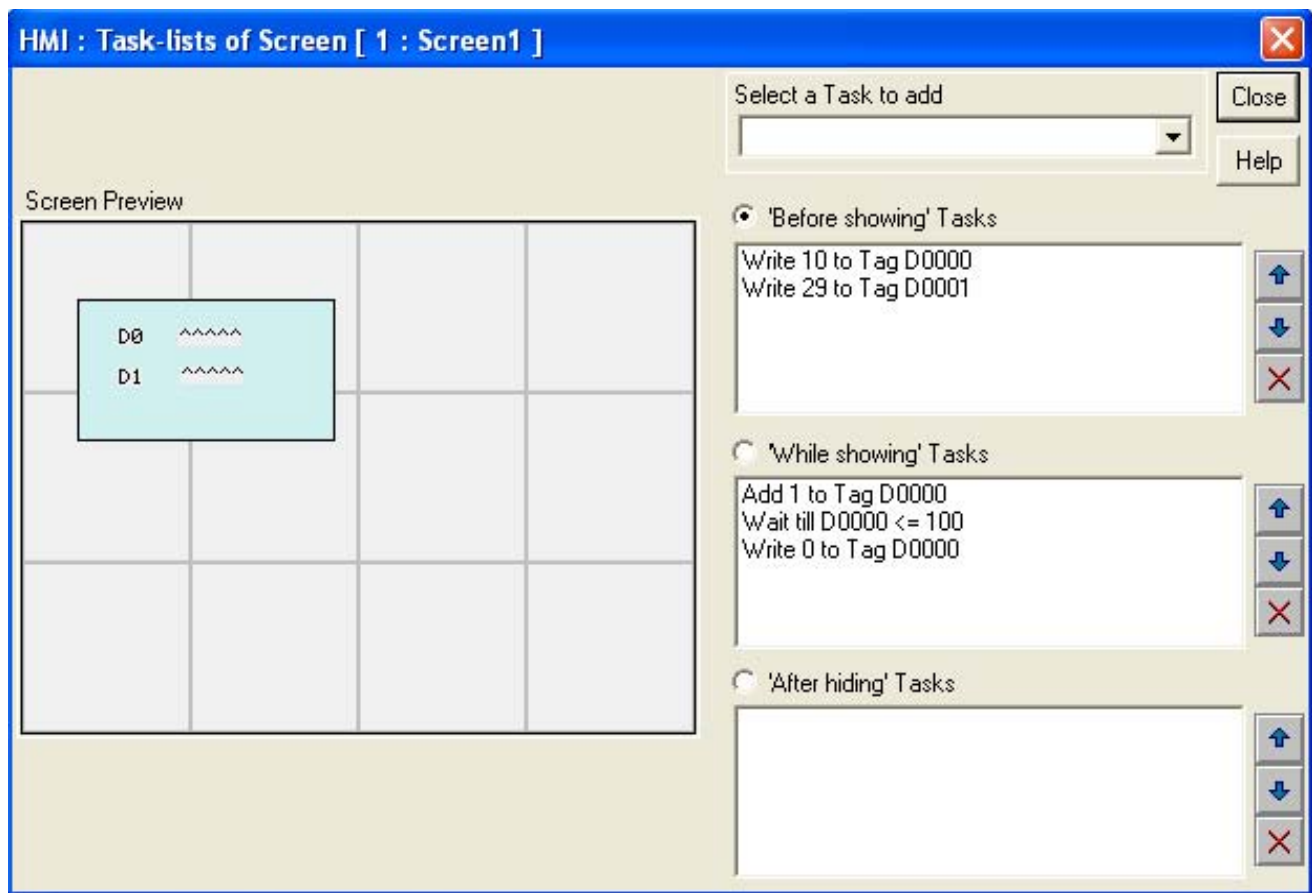 HMI : Task-lists of Screen [ 1 : Screen1 ]
Select a Task to add
Close
Help
Screen Preview
D0 ^^^^^
D1 ^^^^^
'Before showing' Tasks
Write 10 to Tag D0000
Write 29 to Tag D0001
'While showing' Tasks
Add 1 to Tag D0000
Wait till D0000 <= 100
Write 0 to Tag D0000
'After hiding' Tasks